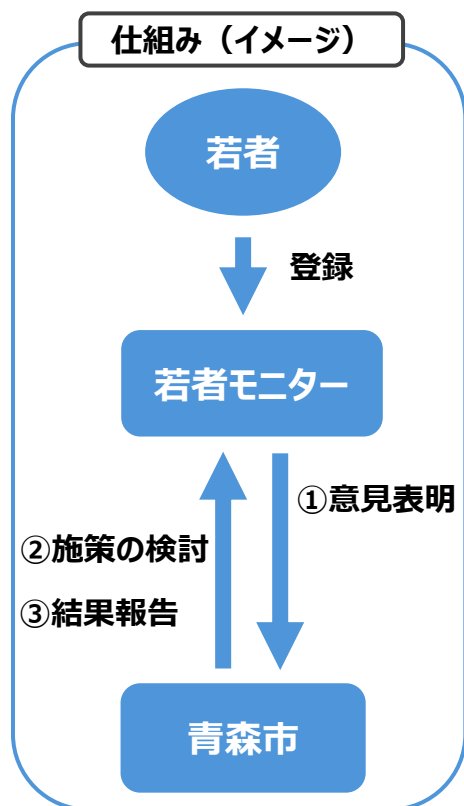 仕組み（イメージ）
若者
登録
若者モニター
①意見表明
②施策の検討
③結果報告
青森市